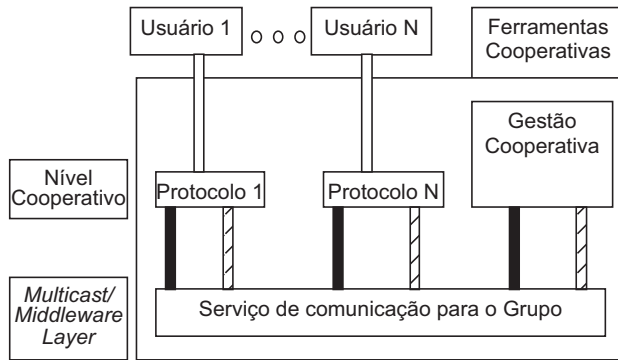 Usuário 1
Usuário N
Ferramentas
Cooperativas
Gestão
Cooperativa
Nível
Cooperativo
Protocolo 1
Protocolo N
Multicast/
Middleware
Layer
Serviço de comunicação para o Grupo